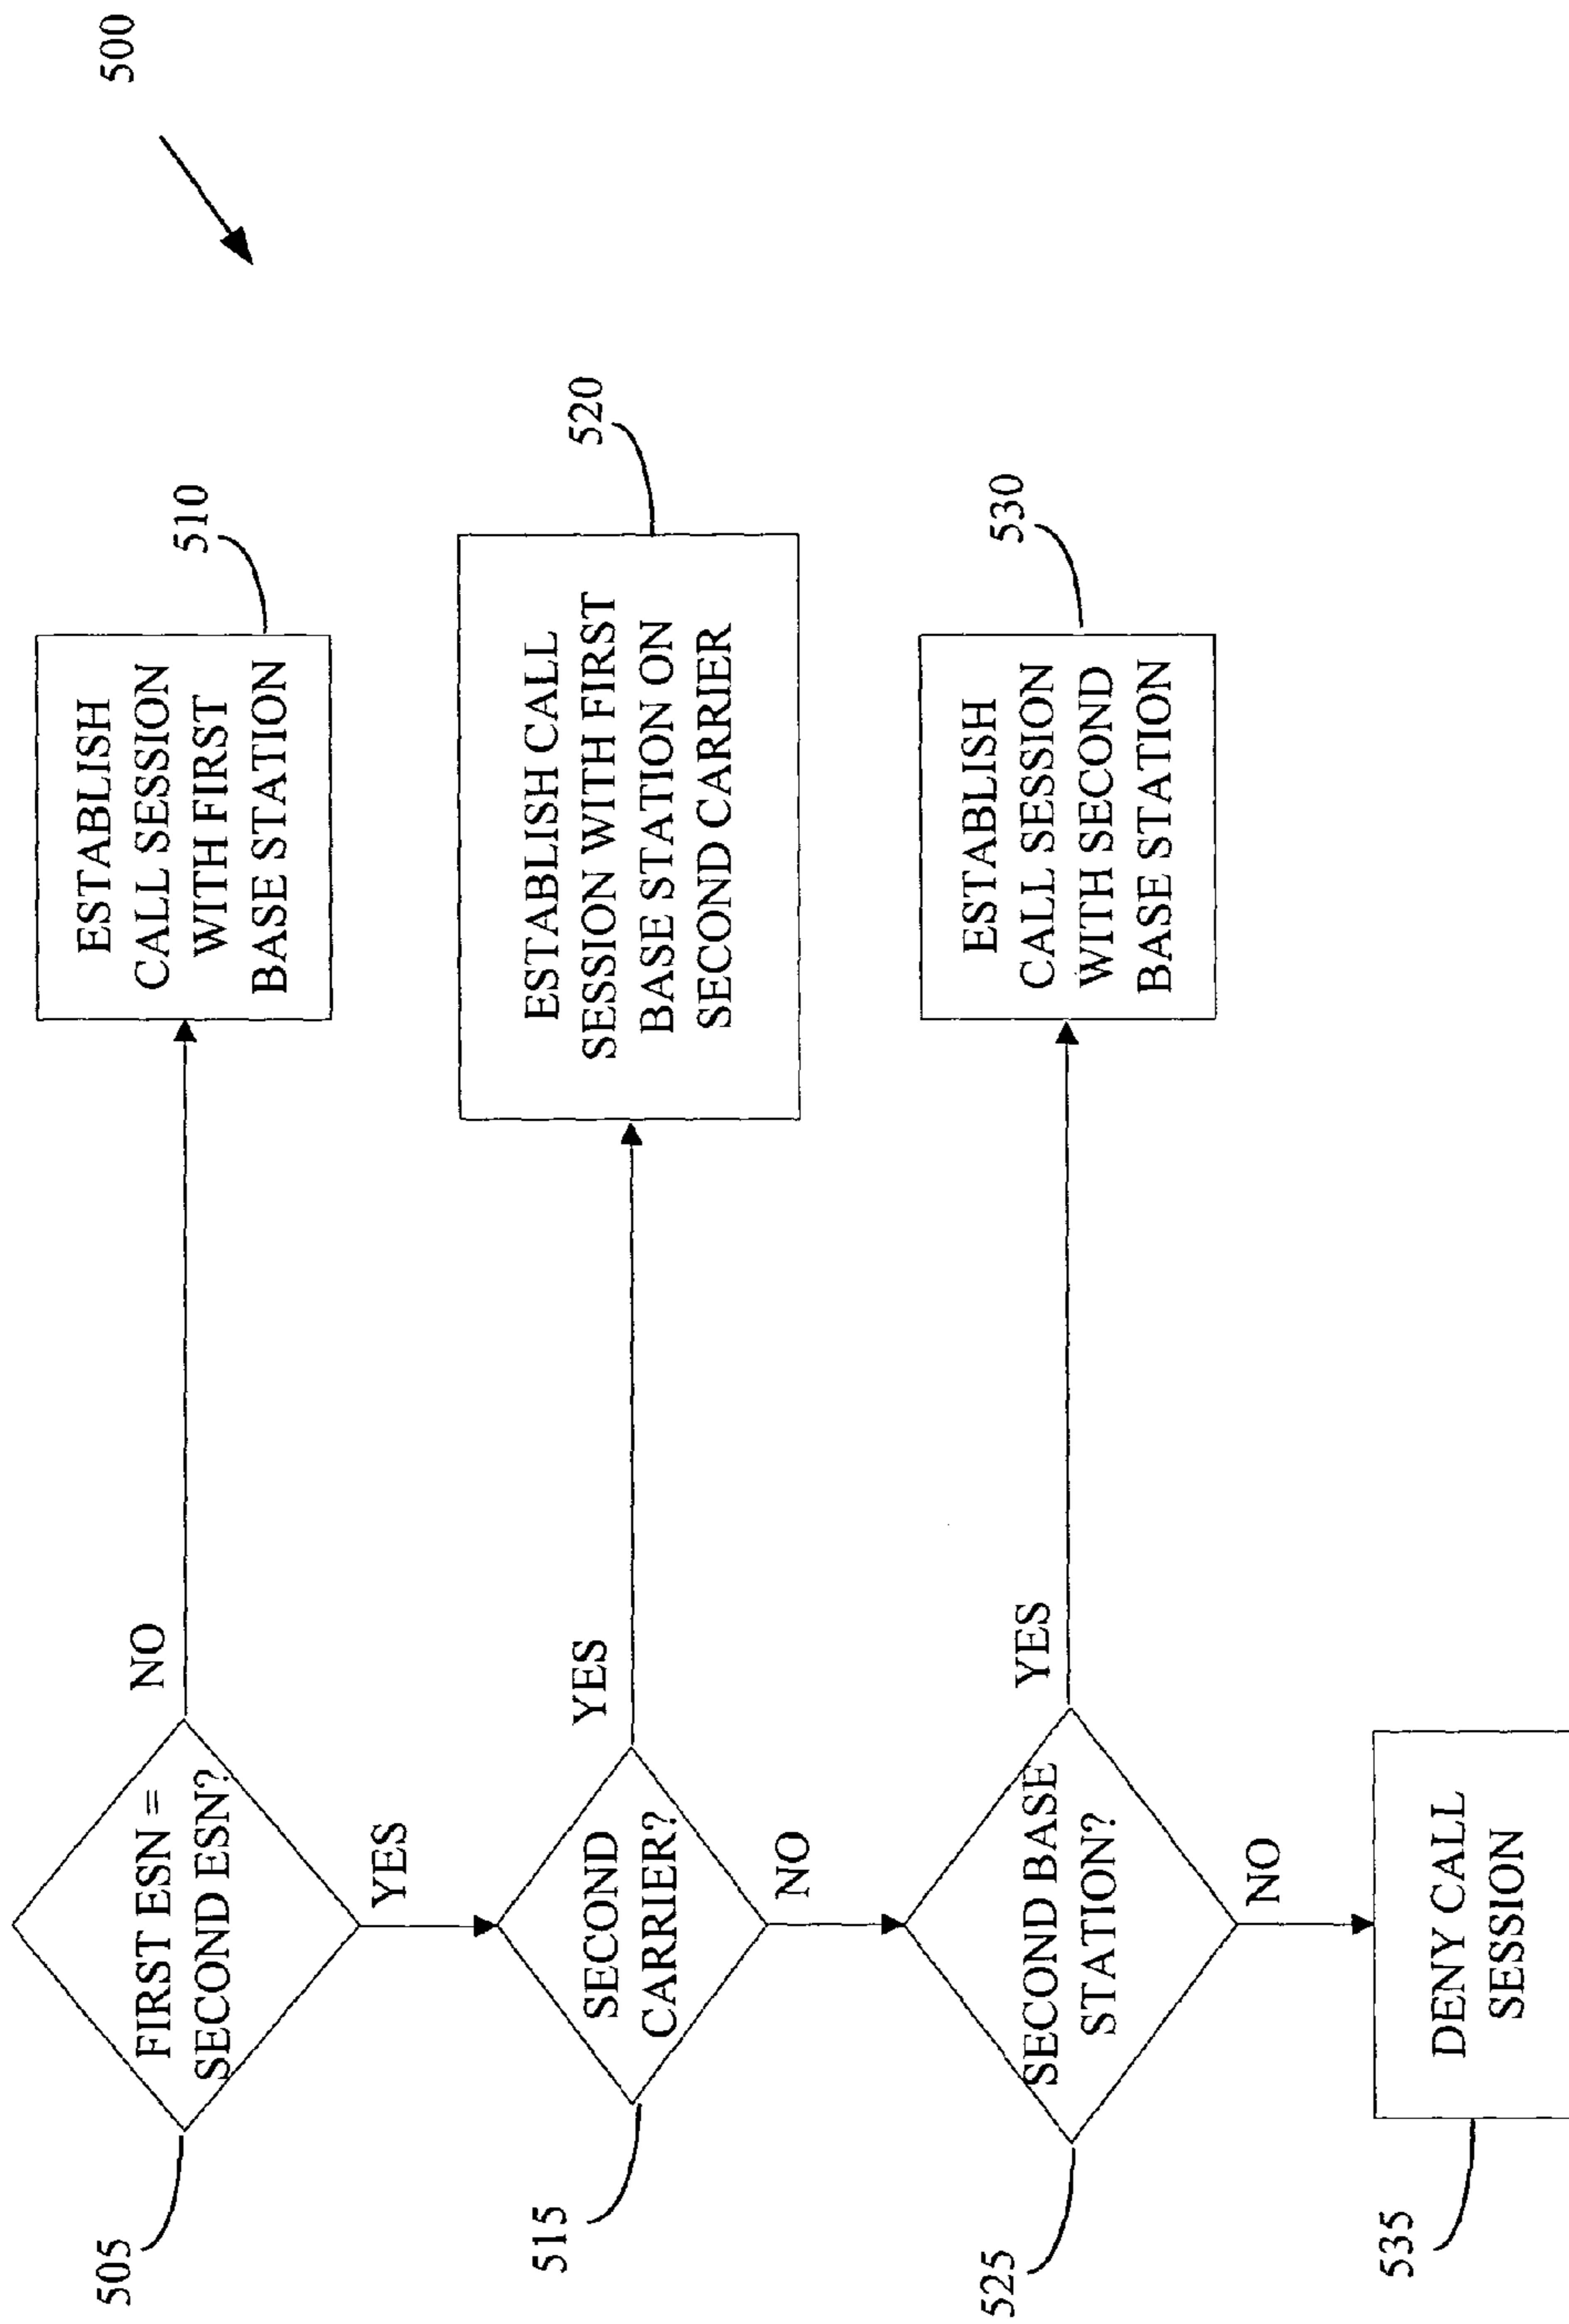 500
505
FIRST ESN =
SECOND ESN?
NO
YES
510
ESTABLISH
CALL SESSION
WITH FIRST
BASE STATION
515
SECOND
CARRIER?
YES
NO
520
ESTABLISH CALL
SESSION WITH FIRST
BASE STATION ON
SECOND CARRIER
525
SECOND BASE
STATION?
YES
NO
530
ESTABLISH
CALL SESSION
WITH SECOND
BASE STATION
535
DENY CALL
SESSION